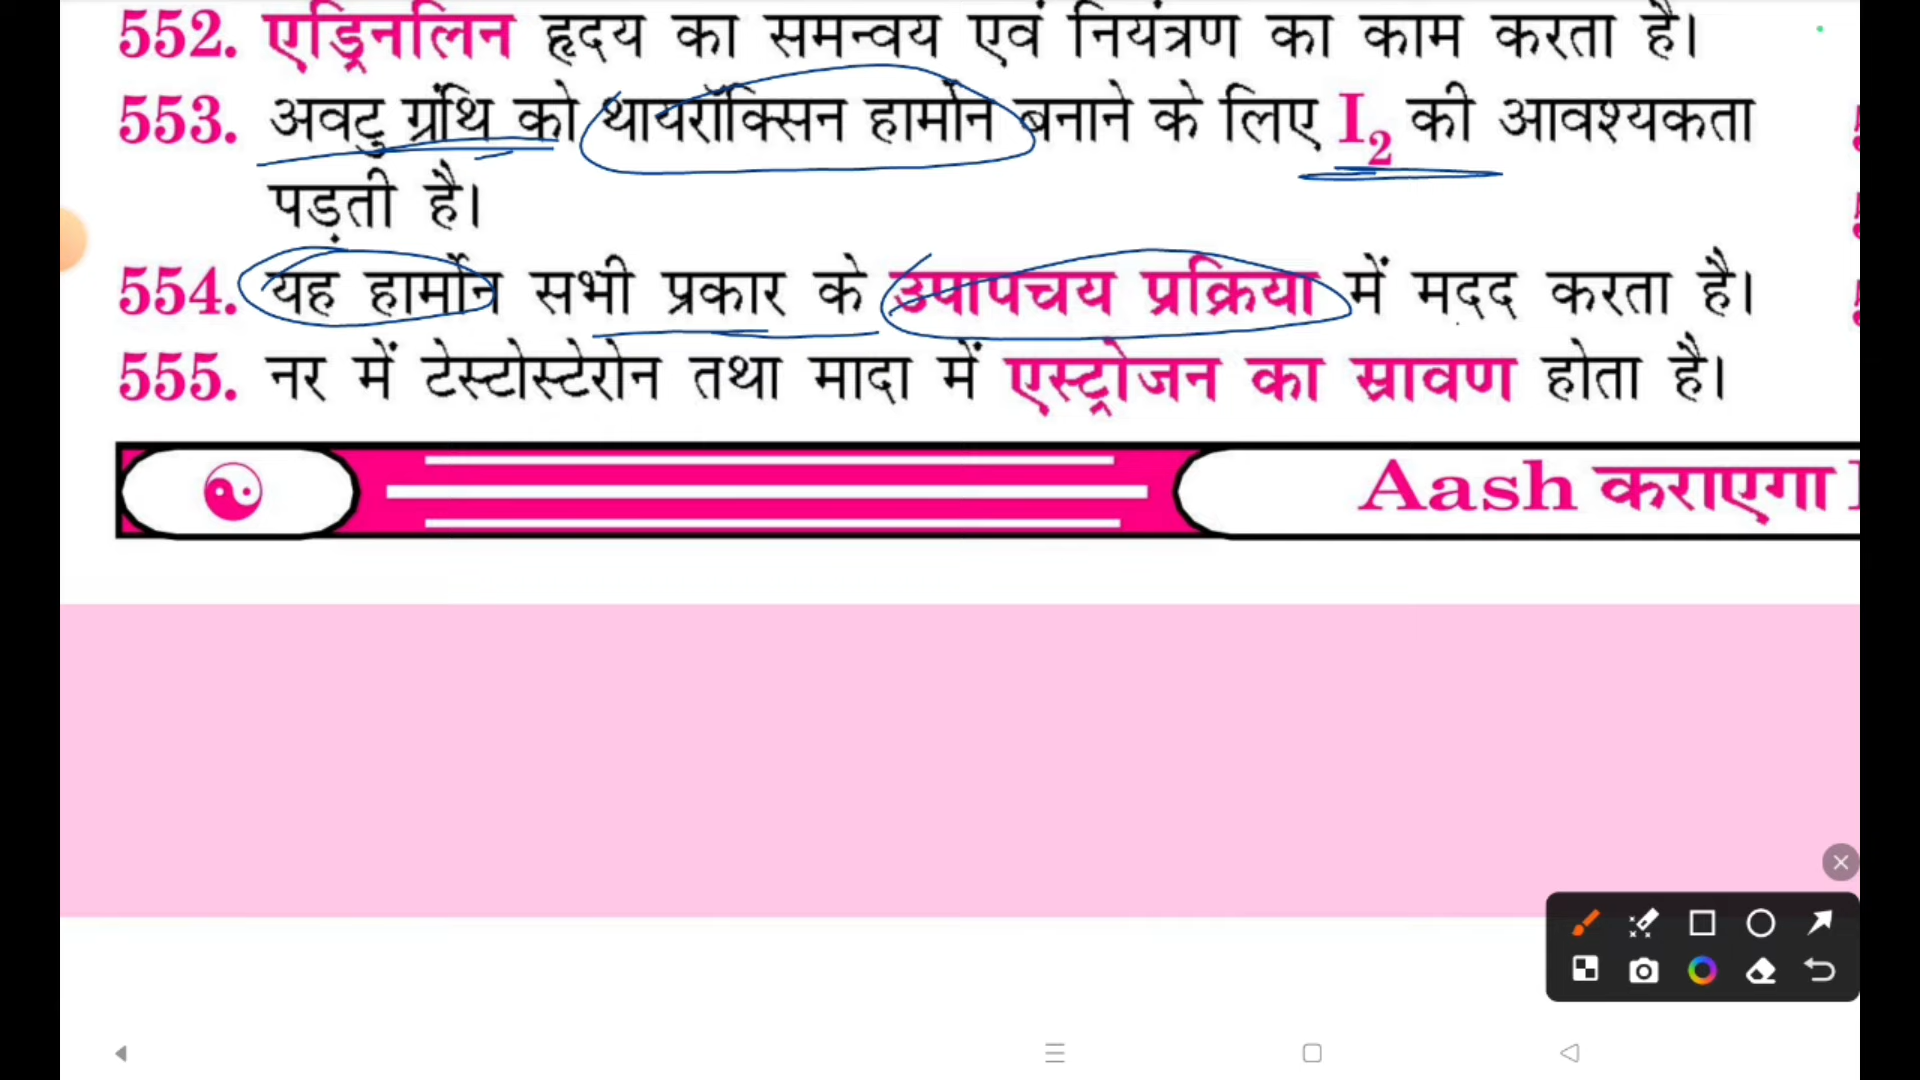 552. एड्रिनलिन हृदय का समन्वय एवं नियंत्रण का काम करता है।
553. अवटु ग्रंथि को थायरॉक्सिन हार्मोन बनाने के लिए I₂ की आवश्यकता
पड़ती है।
554. यह हार्मोन सभी प्रकार के उपापचय प्रक्रिया में मदद करता है।
555. नर में टेस्टोस्टेरोन तथा मादा में एस्ट्रोजन का स्रावण होता है।
Aash कराएगा